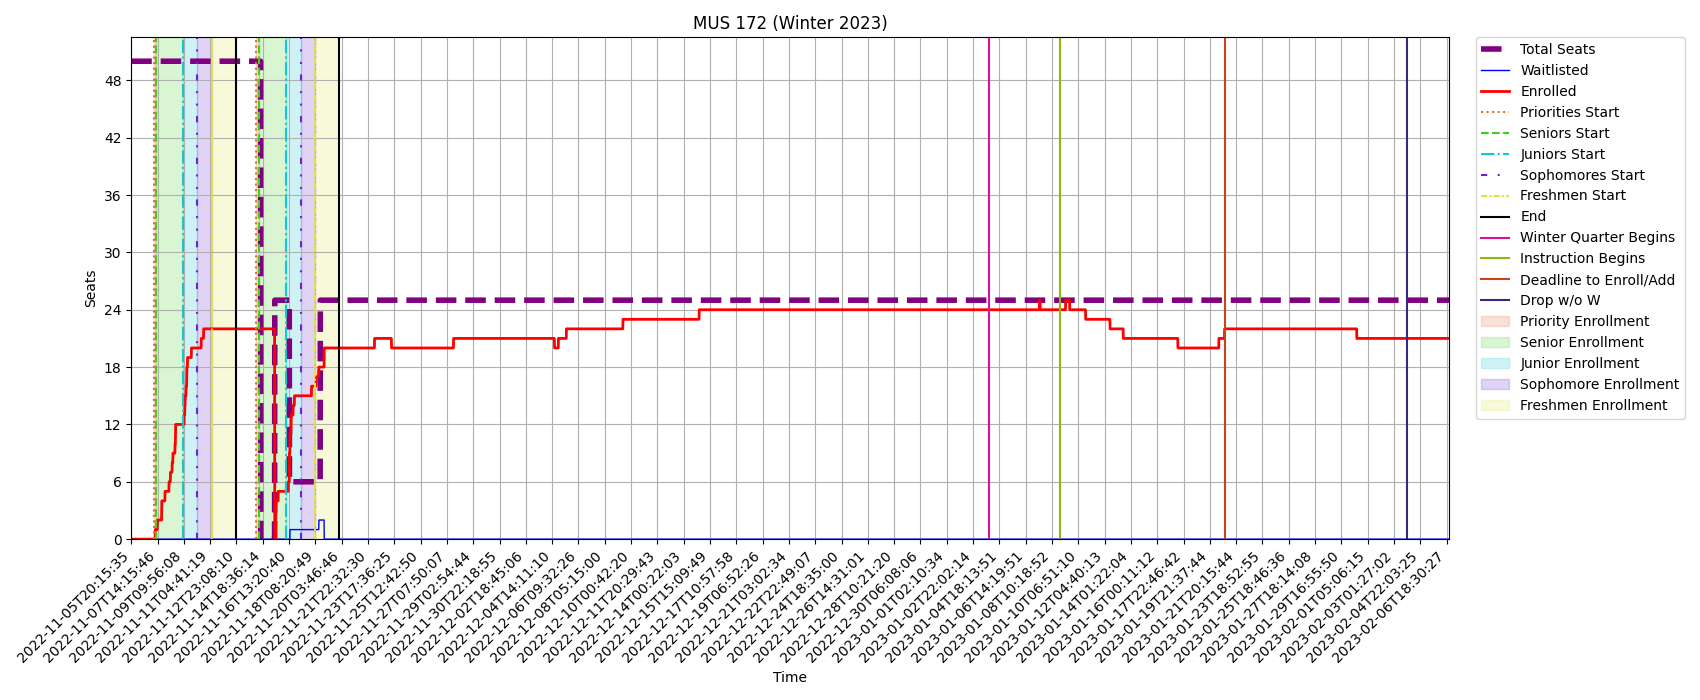 MUS 172 (Winter 2023)
Seats
48
42
36
30
24
18
12
6
0
2022-11-05T20:15:35
2022-11-07T14:15:46
2022-11-09T09:56:08
2022-11-11T04:41:19
2022-11-12T23:08:10
2022-11-14T18:36:14
2022-11-16T13:20:40
2022-11-18T08:20:49
2022-11-20T03:46:46
2022-11-21T22:32:30
2022-11-23T17:36:25
2022-11-25T12:42:50
2022-11-27T07:50:07
2022-11-29T02:54:44
2022-11-30T22:18:55
2022-12-02T18:45:06
2022-12-04T14:11:10
2022-12-06T09:32:26
2022-12-08T05:15:00
2022-12-10T00:42:20
2022-12-11T20:29:43
2022-12-14T00:22:03
2022-12-15T15:09:49
2022-12-17T10:57:58
2022-12-19T06:52:26
2022-12-21T03:02:34
2022-12-22T22:49:07
2022-12-24T18:35:00
2022-12-26T14:31:01
2022-12-28T10:21:20
2022-12-30T06:08:06
2023-01-01T02:10:34
2023-01-02T22:02:14
2023-01-04T18:13:51
2023-01-06T14:19:51
2023-01-08T10:18:52
2023-01-10T06:51:10
2023-01-12T04:40:13
2023-01-14T01:22:04
2023-01-16T00:11:12
2023-01-17T22:46:42
2023-01-19T21:37:44
2023-01-21T20:15:44
2023-01-23T18:52:55
2023-01-25T18:46:36
2023-01-27T18:14:08
2023-01-29T16:55:50
2023-02-01T05:06:15
2023-02-03T01:27:02
2023-02-04T22:03:25
2023-02-06T18:30:27
Time
Total Seats
Waitlisted
Enrolled
Priorities Start
Seniors Start
Juniors Start
Sophomores Start
Freshmen Start
End
Winter Quarter Begins
Instruction Begins
Deadline to Enroll/Add
Drop w/o W
Priority Enrollment
Senior Enrollment
Junior Enrollment
Sophomore Enrollment
Freshmen Enrollment